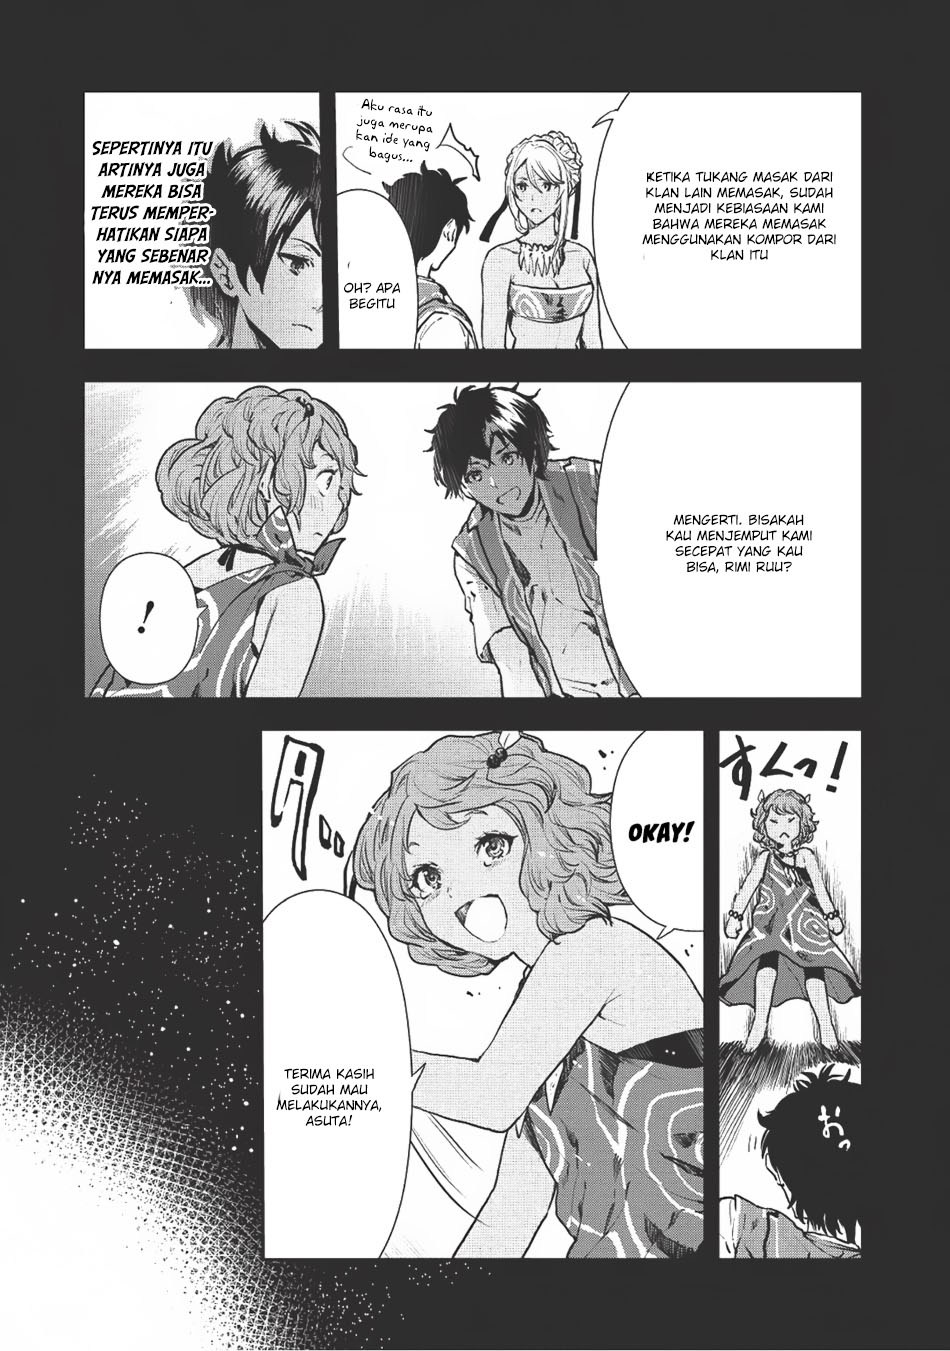 KETIKA TUKANG MASAK DARI
KLAN LAIN MEMASAK, SUDAH
MENJADI KEBIASAAN KAMI
BAHWA MEREKA MEMASAK
MENGGUNAKAN KOMPOR DARI
KLAN ITU
Aku rasa itu
juga merupa
kan ide yang
bagus...
OH? APA
BEGITU
SEPERTINYA ITU
ARTINYA JUGA
MEREKA BISA
TERUS MEMPER-
HATIKAN SIAPA
YANG SEBENAR
NYA MEMASAK...
MENGERTI. BISAKAH
KAU MENJEMPUT KAMI
SECEPAT YANG KAU
BISA, RIMI RUU?
!
すくっ!
おっ
OKAY!
TERIMA KASIH
SUDAH MAU
MELAKUKANNYA,
ASUTA!